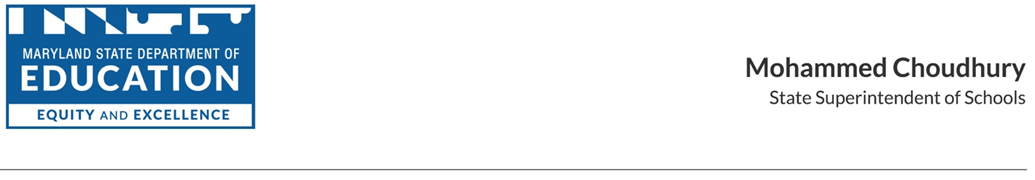 MARYLAND STATE DEPARTMENT OF
EDUCATION
EQUITY AND EXCELLENCE
Mohammed Choudhury
State Superintendent of Schools